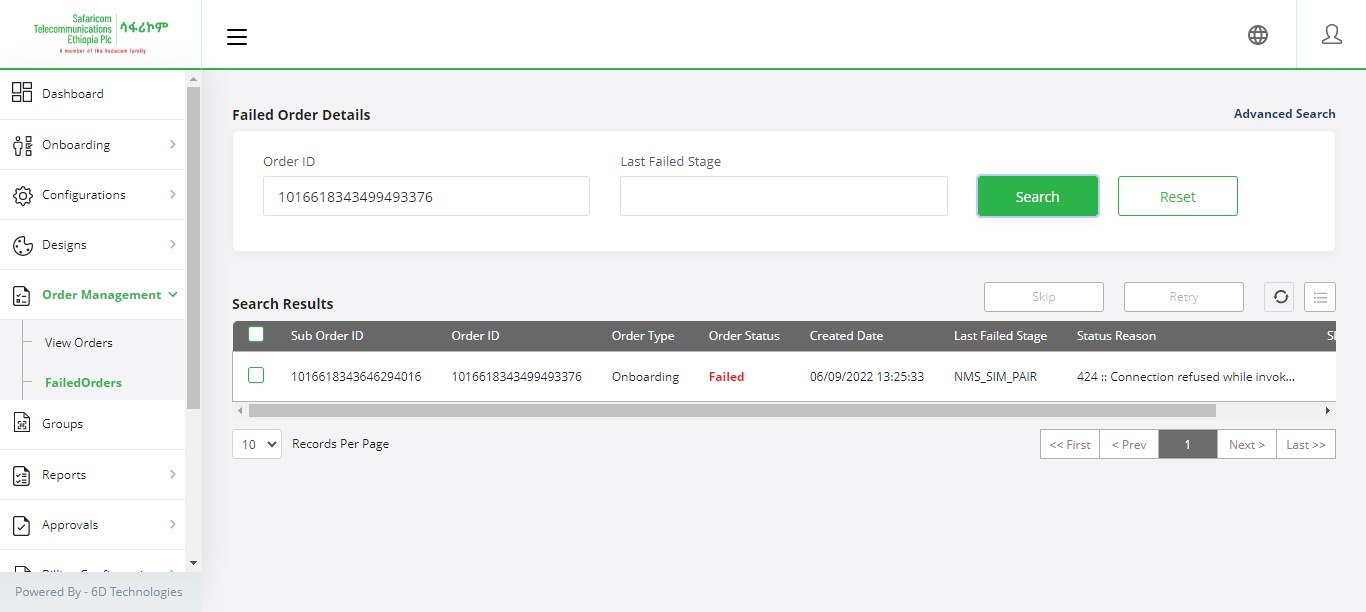 Safaricom
Telecommunications
Ethiopia Plc
ሳፋሪኮም
A member of the Vodacom family
Dashboard
Onboarding
Configurations
Designs
Order Management
View Orders
FailedOrders
Groups
Reports
Approvals
Powered By - 6D Technologies
Failed Order Details
Advanced Search
Order ID
Last Failed Stage
1016618343499493376
Search
Reset
Search Results
Skip
Retry
Sub Order ID Order ID Order Type Order Status Created Date Last Failed Stage Status Reason
1016618343646294016 1016618343499493376 Onboarding Failed 06/09/2022 13:25:33 NMS_SIM_PAIR 424 :: Connection refused while invok...
10 Records Per Page
<< First < Prev 1 Next > Last >>